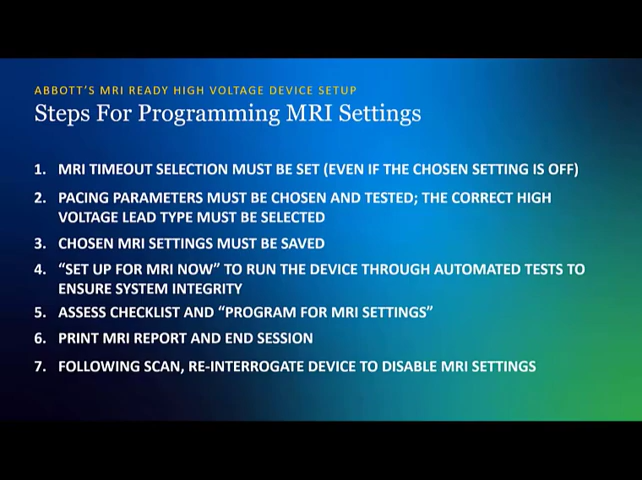 ABBOTT'S MRI READY HIGH VOLTAGE DEVICE SETUP
Steps For Programming MRI Settings
1. MRI TIMEOUT SELECTION MUST BE SET (EVEN IF THE CHOSEN SETTING IS OFF)
2. PACING PARAMETERS MUST BE CHOSEN AND TESTED; THE CORRECT HIGH
VOLTAGE LEAD TYPE MUST BE SELECTED
3. CHOSEN MRI SETTINGS MUST BE SAVED
4. “SET UP FOR MRI NOW” TO RUN THE DEVICE THROUGH AUTOMATED TESTS TO
ENSURE SYSTEM INTEGRITY
5. ASSESS CHECKLIST AND “PROGRAM FOR MRI SETTINGS”
6. PRINT MRI REPORT AND END SESSION
7. FOLLOWING SCAN, RE-INTERROGATE DEVICE TO DISABLE MRI SETTINGS